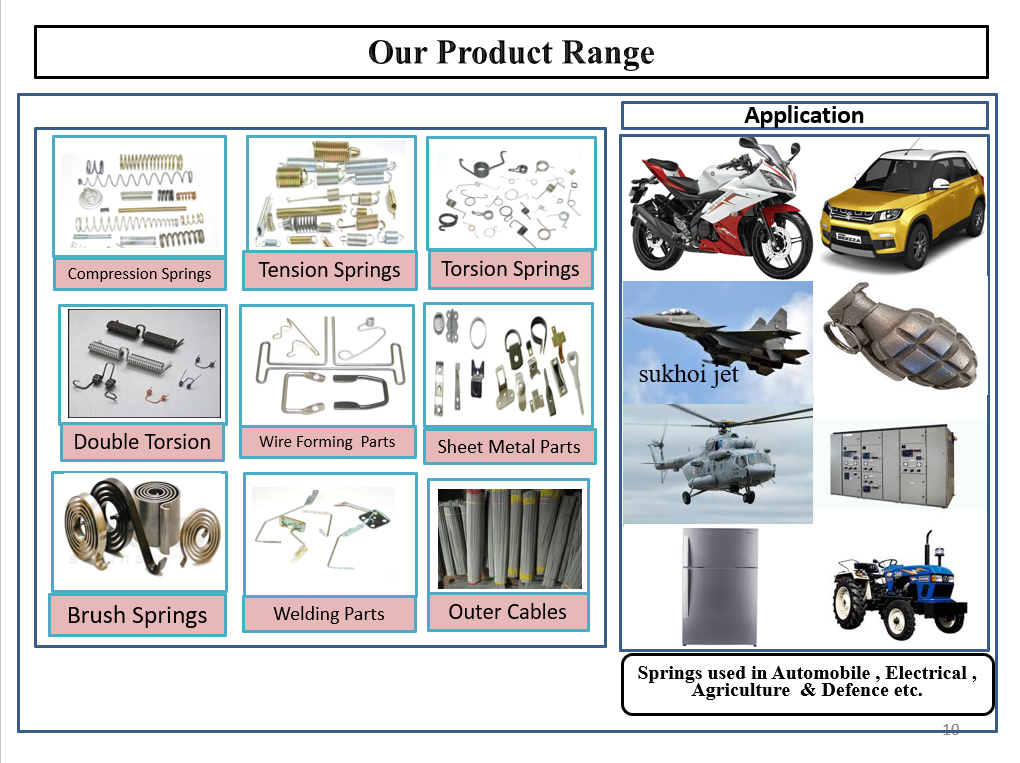 Our Product Range
Application
Compression Springs
Tension Springs
Torsion Springs
Double Torsion
Wire Forming Parts
Sheet Metal Parts
Brush Springs
Welding Parts
Outer Cables
sukhoi jet
Springs used in Automobile , Electrical ,
Agriculture & Defence etc.
10